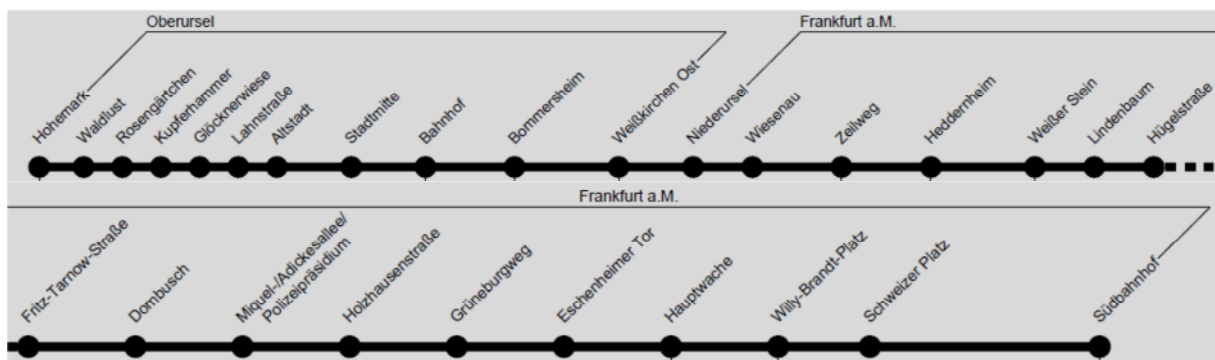 Oberursel
Frankfurt a.M.
Hohemark
Waldlust
Rosengärtchen
Kupferhammer
Glöcknerwiese
Lahnstraße
Altstadt
Stadtmitte
Bahnhof
Bommersheim
Weißkirchen Ost
Niederursel
Wiesenau
Zeilweg
Heddernheim
Weißer Stein
Lindenbaum
Hügelstraße
Frankfurt a.M.
Fritz-Tarnow-Straße
Dornbusch
Miquel-/Adickesallee/
Polizeipräsidium
Holzhausenstraße
Grüneburgweg
Eschenheimer Tor
Hauptwache
Willy-Brandt-Platz
Schweizer Platz
Südbahnhof